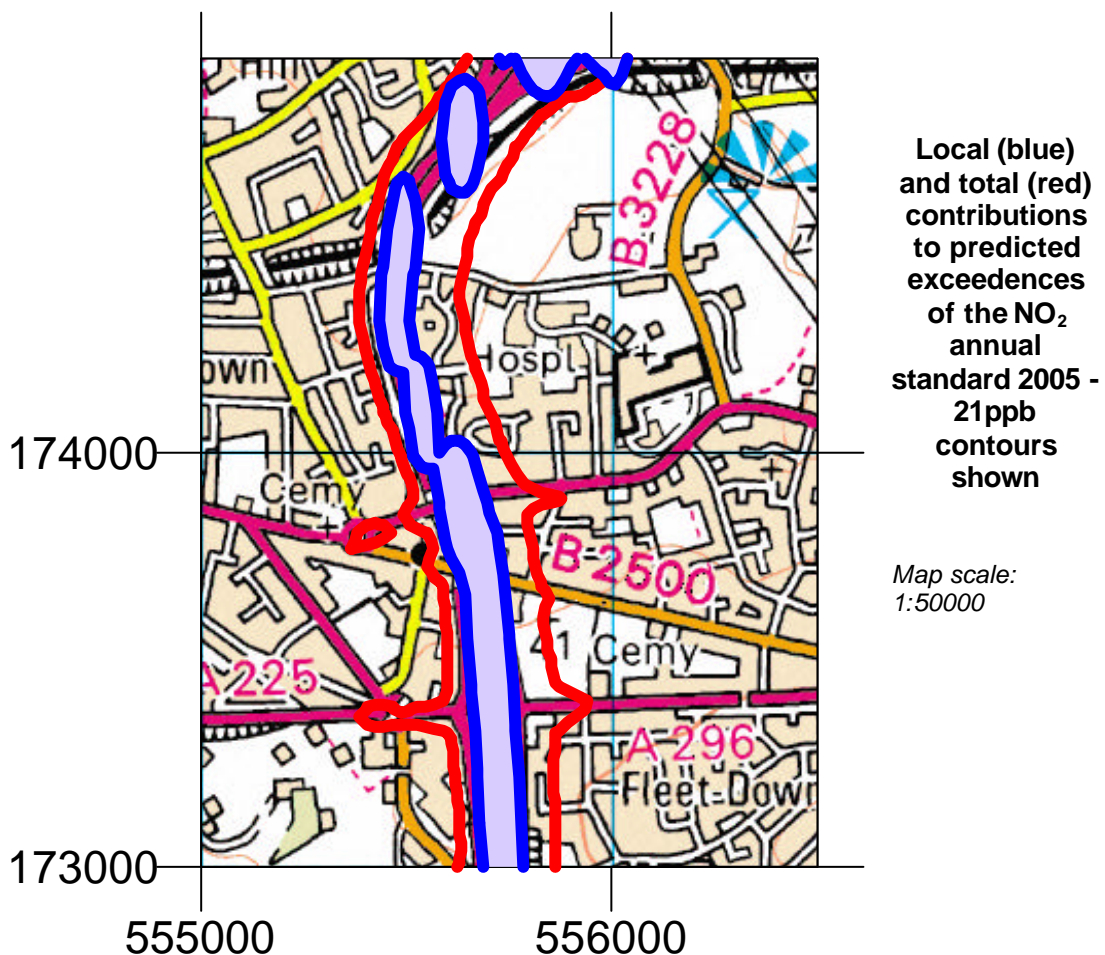 B 3228
Hospl
own
174000
Cemy
B 2500
41 Cemy
A 225
A 296
Fleet-Down
173000
555000
556000
Local (blue)
and total (red)
contributions
to predicted
exceedences
of the NO₂
annual
standard 2005 -
21ppb
contours
shown
Map scale:
1:50000